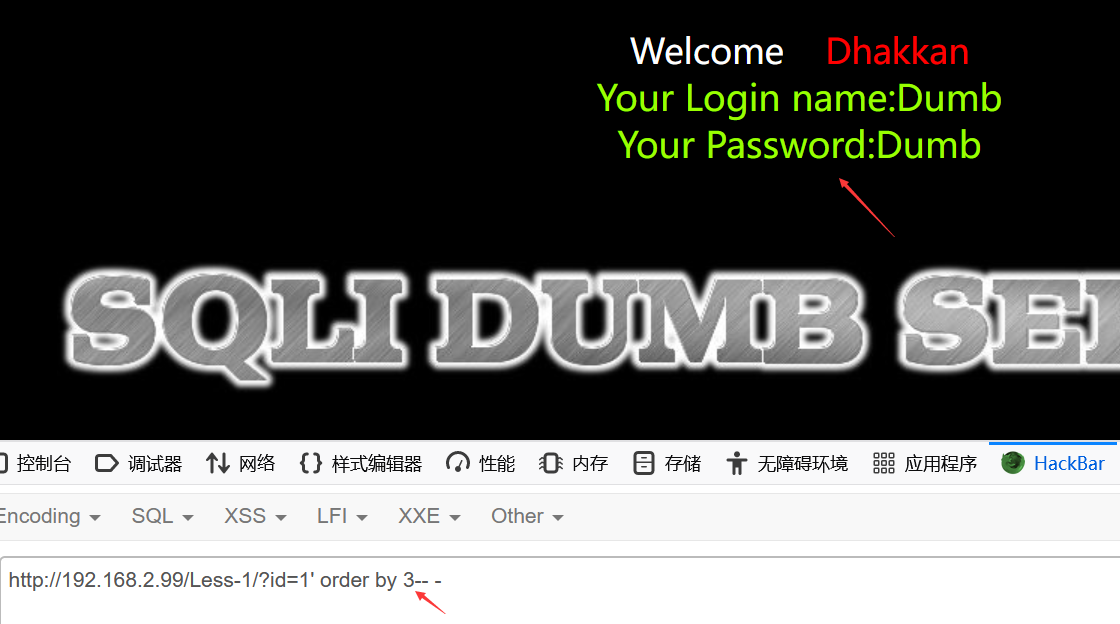 Welcome Dhakkan
Your Login name:Dumb
Your Password:Dumb
SQLI DUMB
控制台 调试器 网络 样式编辑器 性能 内存 存储 无障碍环境 应用程序 HackBar
Encoding SQL XSS LFI XXE Other
http://192.168.2.99/Less-1/?id=1' order by 3-- -